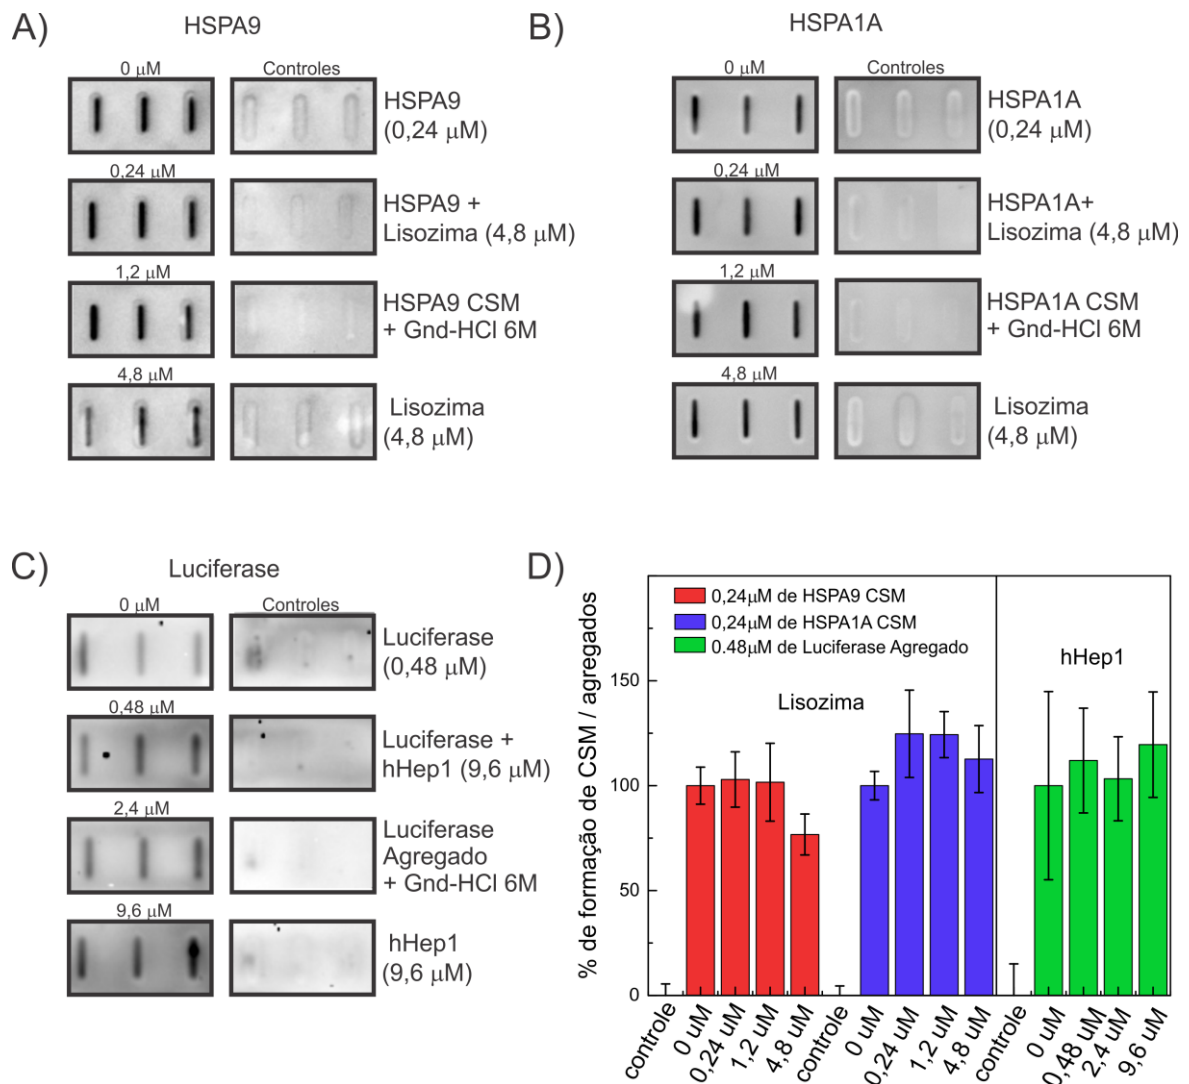 A)
HSPA9
0 µM
Controles
HSPA9
(0,24 µM)
0,24 µM
HSPA9 +
Lisozima (4,8 µM)
1,2 µM
HSPA9 CSM
+ Gnd-HCl 6M
4,8 µM
Lisozima
(4,8 µM)
B)
HSPA1A
0 µM
Controles
HSPA1A
(0,24 µM)
0,24 µM
HSPA1A+
Lisozima (4,8 µM)
1,2 µM
HSPA1A CSM
+ Gnd-HCl 6M
4,8 µM
Lisozima
(4,8 µM)
C)
Luciferase
0 µM
Controles
Luciferase
(0,48 µM)
0,48 µM
Luciferase +
hHep1 (9,6 µM)
2,4 µM
Luciferase
Agregado
+ Gnd-HCl 6M
9,6 µM
hHep1
(9,6 µM)
D)
% de formação de CSM / agregados
0,24µM de HSPA9 CSM
0,24µM de HSPA1A CSM
0.48µM de Luciferase Agregado
Lisozima
hHep1
150
100
50
0
controle
0 uM
0,24 uM
1,2 uM
4,8 uM
controle
0 uM
0,24 uM
1,2 uM
4,8 uM
controle
0 uM
0,48 uM
2,4 uM
9,6 uM